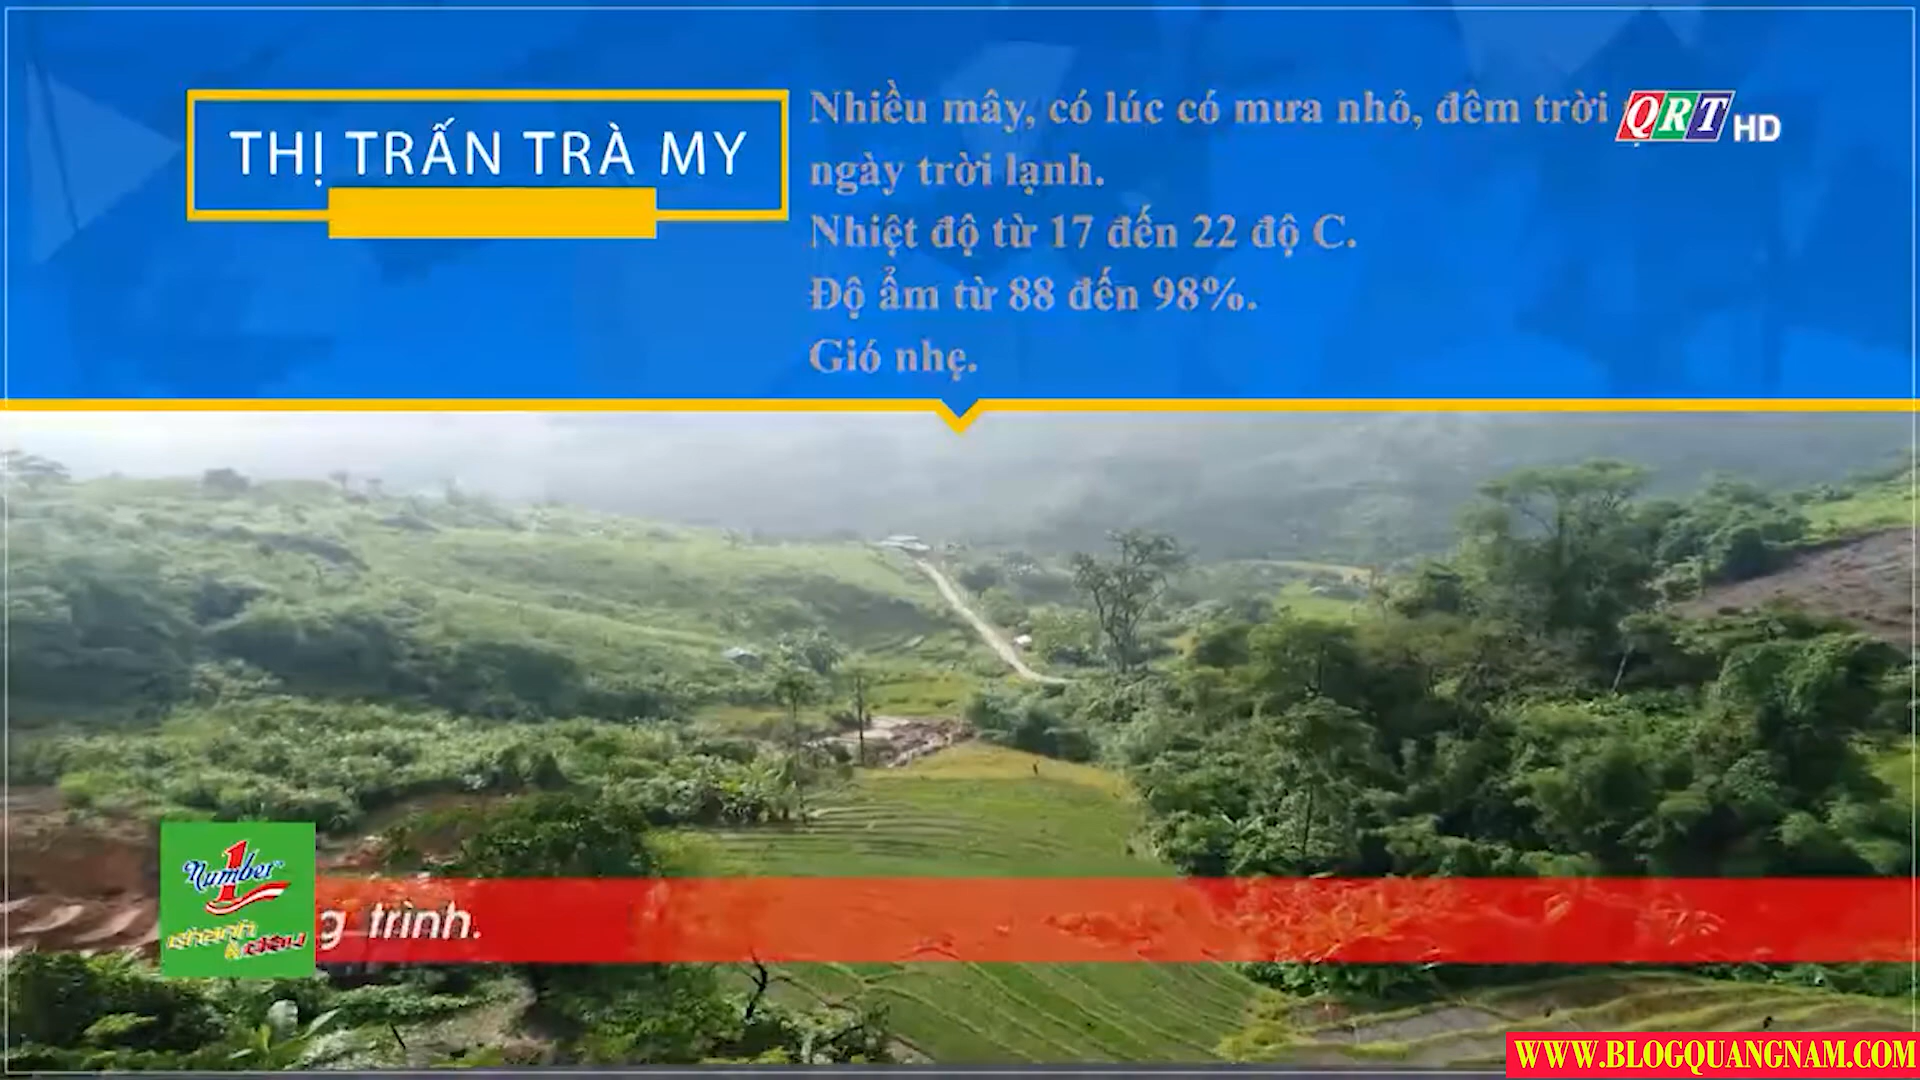 THỊ TRẤN TRÀ MY
Nhiều mây, có lúc có mưa nhỏ, đêm trời
ngày trời lạnh.
Nhiệt độ từ 17 đến 22 độ C.
Độ ẩm từ 88 đến 98%.
Gió nhẹ.
QRT HD
Number 1
chanh
g trình.
WWW.BLOGQUANGNAM.COM